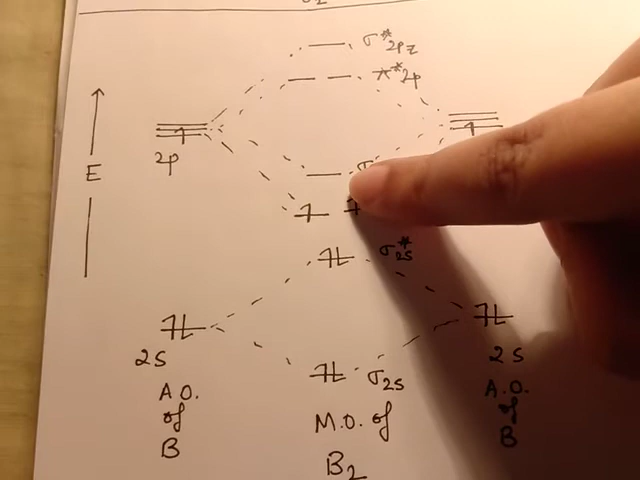 σ*2pz
π*2p
2p
E
σ
σ*2s
2s
2s
σ2s
A.O.
of
B
M.O. of
B2
A.O.
of
B